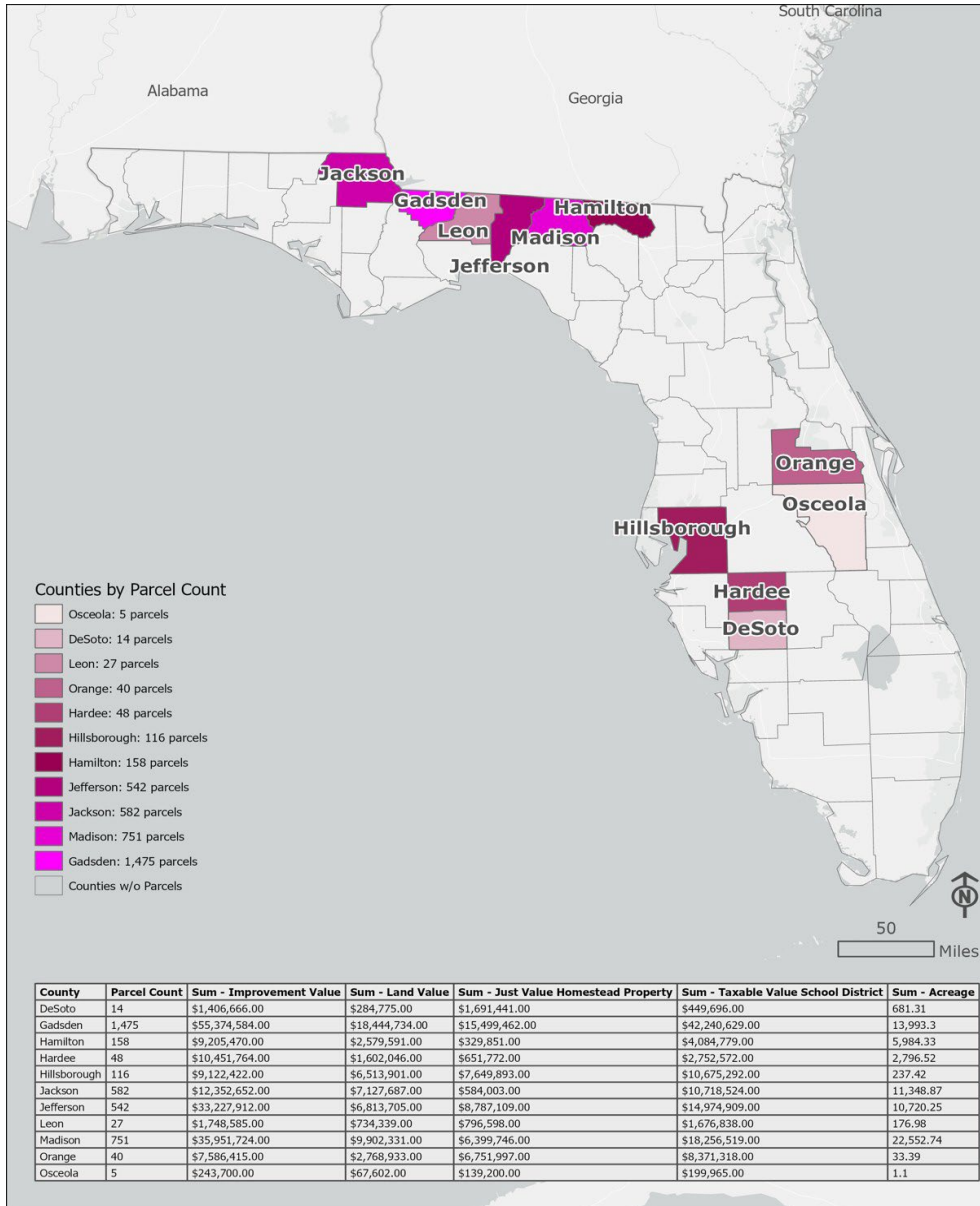 South Carolina
Alabama
Georgia
Jackson
Gadsden
Hamilton
Leon
Madison
Jefferson
Orange
Osceola
Hillsborough
Hardee
DeSoto
Counties by Parcel Count
Osceola: 5 parcels
DeSoto: 14 parcels
Leon: 27 parcels
Orange: 40 parcels
Hardee: 48 parcels
Hillsborough: 116 parcels
Hamilton: 158 parcels
Jefferson: 542 parcels
Jackson: 582 parcels
Madison: 751 parcels
Gadsden: 1,475 parcels
Counties w/o Parcels
N
50
Miles
County Parcel Count Sum - Improvement Value Sum - Land Value Sum - Just Value Homestead Property Sum - Taxable Value School District Sum - Acreage
DeSoto 14 $1,406,666.00 $284,775.00 $1,691,441.00 $449,696.00 681.31
Gadsden 1,475 $55,374,584.00 $18,444,734.00 $15,499,462.00 $42,240,629.00 13,993.3
Hamilton 158 $9,205,470.00 $2,579,591.00 $329,851.00 $4,084,779.00 5,984.33
Hardee 48 $10,451,764.00 $1,602,046.00 $651,772.00 $2,752,572.00 2,796.52
Hillsborough 116 $9,122,422.00 $6,513,901.00 $7,649,893.00 $10,675,292.00 237.42
Jackson 582 $12,352,652.00 $7,127,687.00 $584,003.00 $10,718,524.00 11,348.87
Jefferson 542 $33,227,912.00 $6,813,705.00 $8,787,109.00 $14,974,909.00 10,720.25
Leon 27 $1,748,585.00 $734,339.00 $796,598.00 $1,676,838.00 176.98
Madison 751 $35,951,724.00 $9,902,331.00 $6,399,746.00 $18,256,519.00 22,552.74
Orange 40 $7,586,415.00 $2,768,933.00 $6,751,997.00 $8,371,318.00 33.39
Osceola 5 $243,700.00 $67,602.00 $139,200.00 $199,965.00 1.1